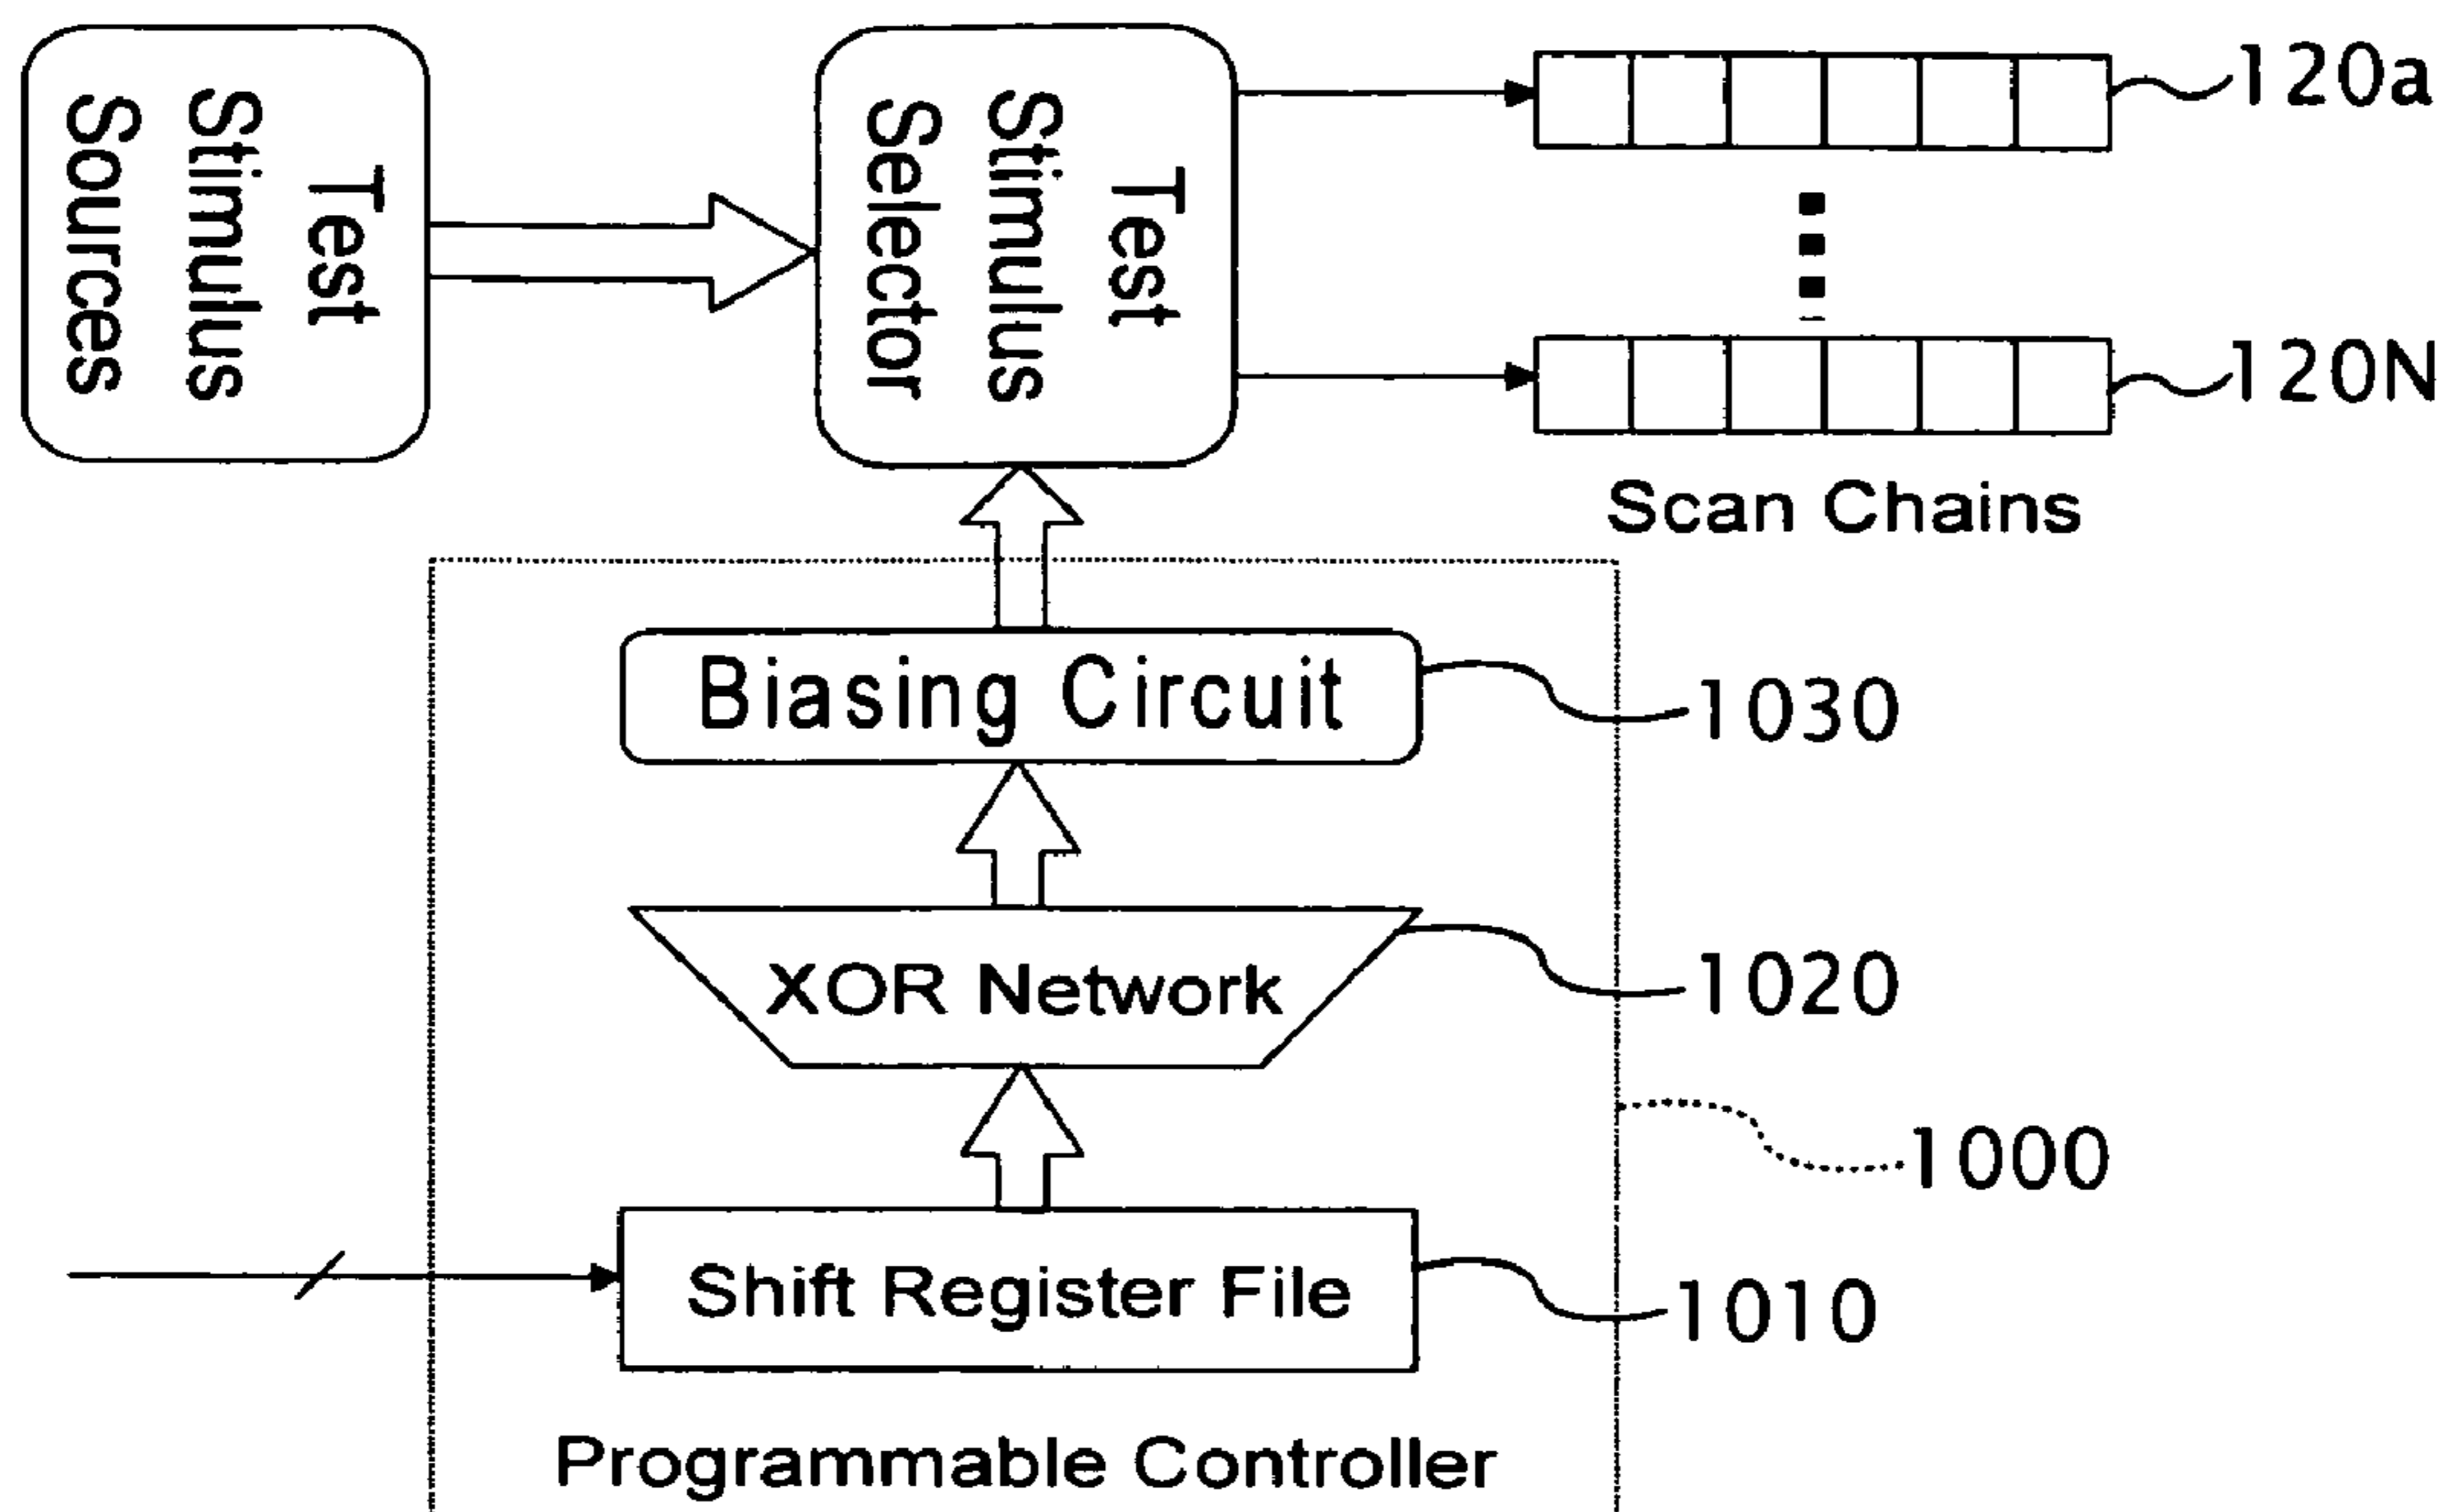 Test
Stimulus
Sources
Test
Stimulus
Selector
120a
120N
Scan Chains
Biasing Circuit
1030
XOR Network
1020
1000
Shift Register File
1010
Programmable Controller